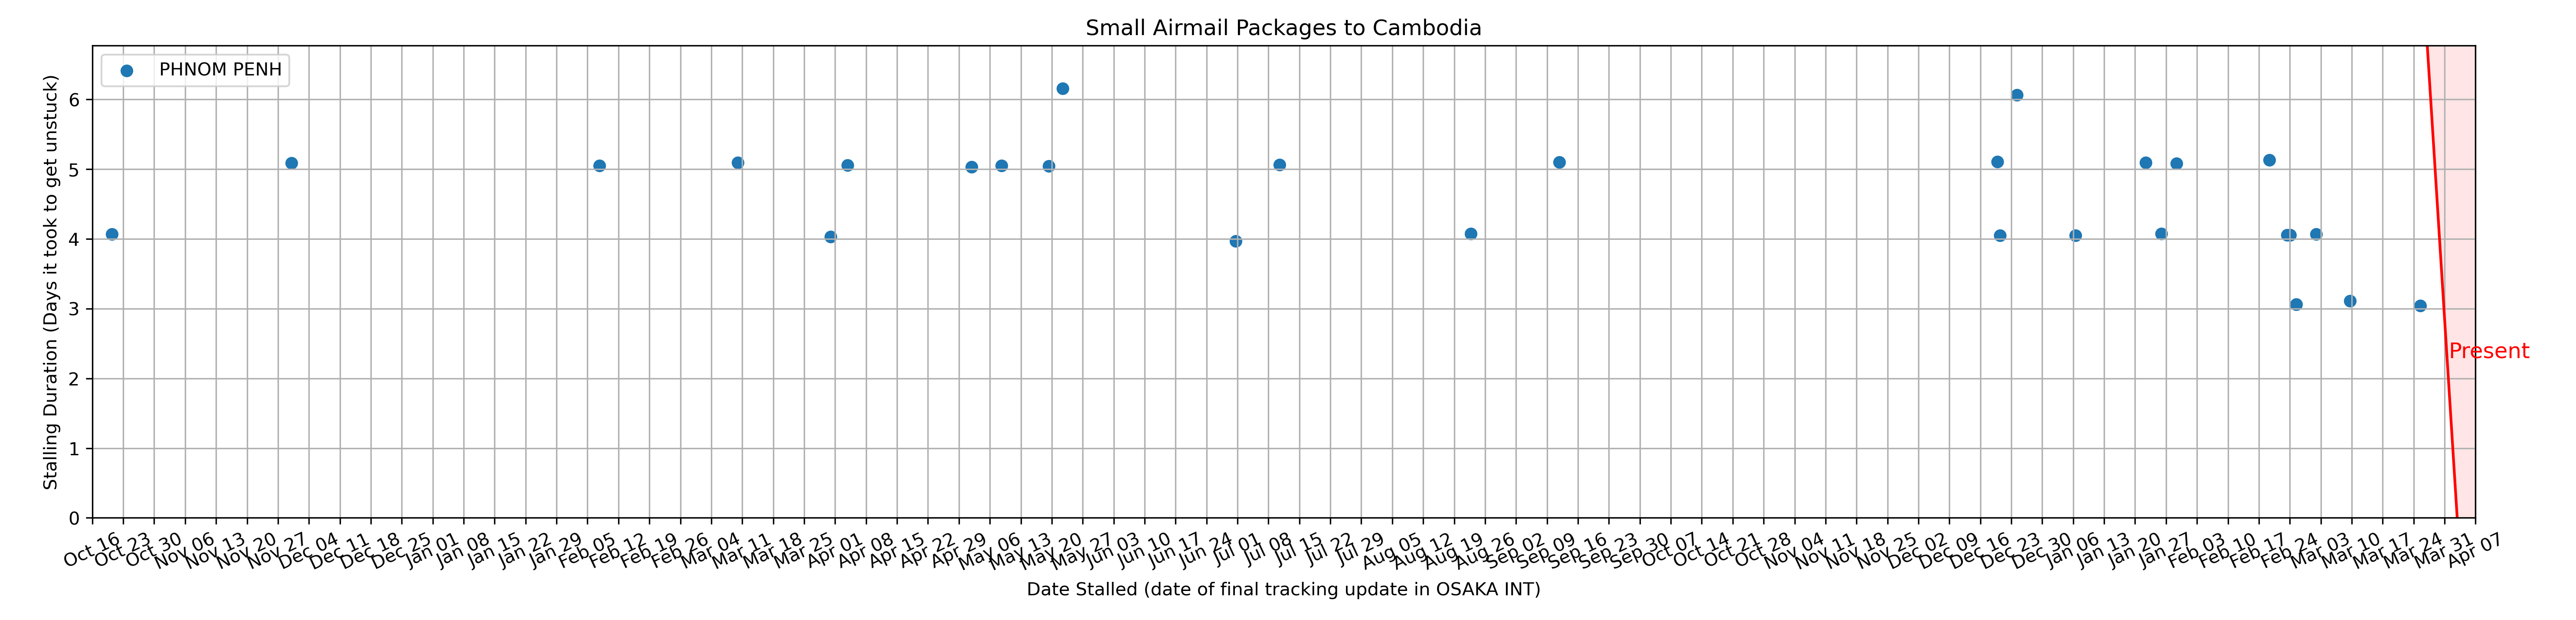 Small Airmail Packages to Cambodia
PHNOM PENH
Stalling Duration (Days it took to get unstuck)
6
5
4
3
2
1
0
Present
Oct 16
Oct 23
Oct 30
Nov 06
Nov 13
Nov 20
Nov 27
Dec 04
Dec 11
Dec 18
Dec 25
Jan 01
Jan 08
Jan 15
Jan 22
Jan 29
Feb 05
Feb 12
Feb 19
Feb 26
Mar 04
Mar 11
Mar 18
Mar 25
Apr 01
Apr 08
Apr 15
Apr 22
Apr 29
May 06
May 13
May 20
May 27
Jun 03
Jun 10
Jun 17
Jun 24
Jul 01
Jul 08
Jul 15
Jul 22
Jul 29
Aug 05
Aug 12
Aug 19
Aug 26
Sep 02
Sep 09
Sep 16
Sep 23
Sep 30
Oct 07
Oct 14
Oct 21
Oct 28
Nov 04
Nov 11
Nov 18
Nov 25
Dec 02
Dec 09
Dec 16
Dec 23
Dec 30
Jan 06
Jan 13
Jan 20
Jan 27
Feb 03
Feb 10
Feb 17
Feb 24
Mar 03
Mar 10
Mar 17
Mar 24
Mar 31
Apr 07
Date Stalled (date of final tracking update in OSAKA INT)